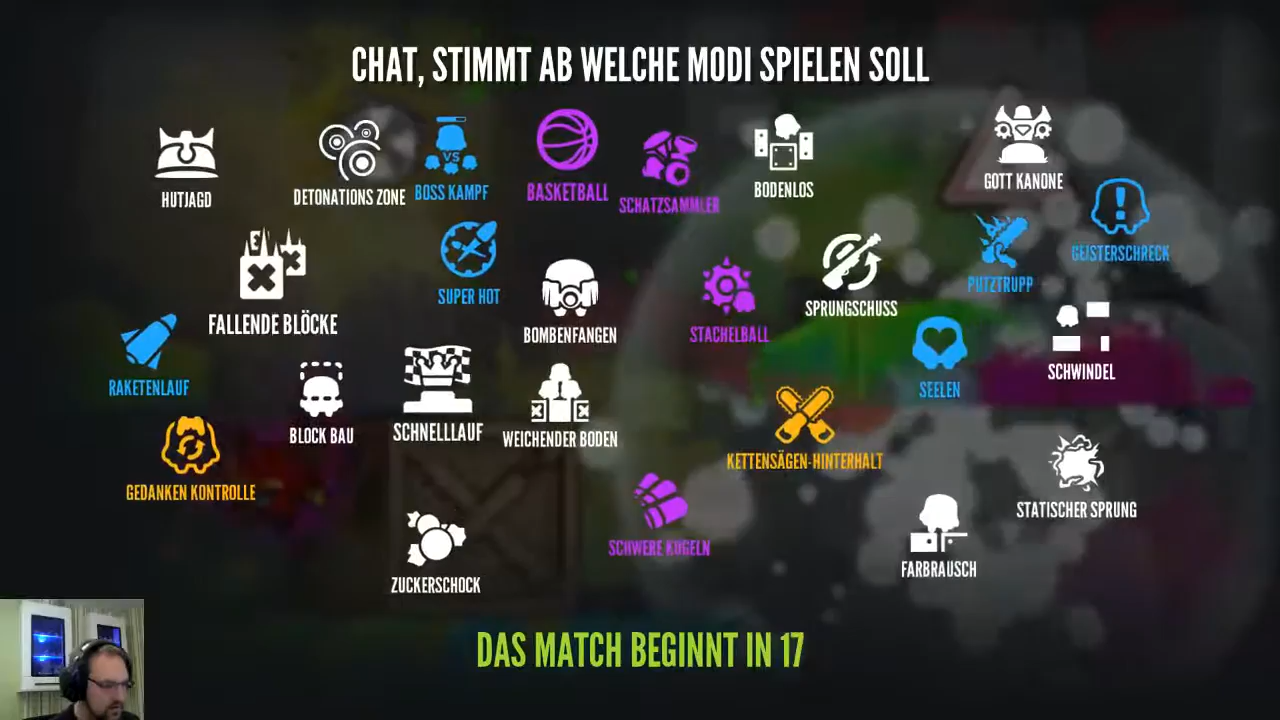 CHAT, STIMMT AB WELCHE MODI SPIELEN SOLL
HUTJAGD
DETONATIONS ZONE
BOSS KAMPF
VS
BASKETBALL
SCHATZSAMMLER
BODENLOS
GOTT KANONE
GEISTERSCHRECK
FALLENDE BLÖCKE
SUPER HOT
BOMBENFANGEN
STACHELBALL
SPRUNGSCHUSS
PUTZTRUPP
RAKETENLAUF
BLOCK BAU
SCHNELLLAUF
WEICHENDER BODEN
SEELEN
SCHWINDEL
GEDANKEN KONTROLLE
KETTENSÄGEN-HINTERHALT
ZUCKERSCHOCK
SCHWERE KUGELN
FARBRAUSCH
STATISCHER SPRUNG
DAS MATCH BEGINNT IN 17